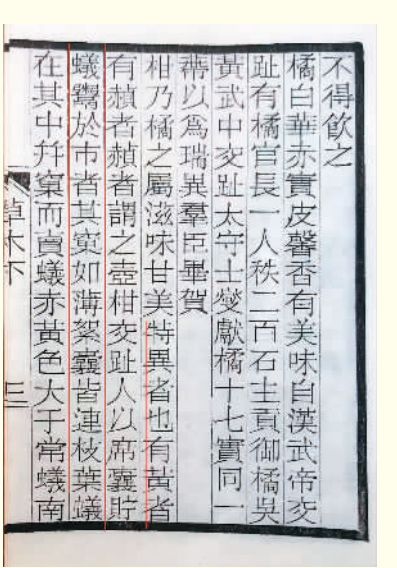 不得飲之
橘白華赤實皮馨香有美味自漢武帝交
趾有橘官長一人秩二百石主貢御橘吳
黃武中交趾太守士燮獻橘十七實同一
蔕以爲瑞異羣臣畢賀
柑乃橘之屬滋味甘美特異者也有黃者
有赬者赬者謂之壺柑交趾人以席囊貯
蟻鬻於市者其窠如薄絮囊皆連枝葉蟻
在其中幷窠而賣蟻赤黃色大于常蟻南
草木下
三